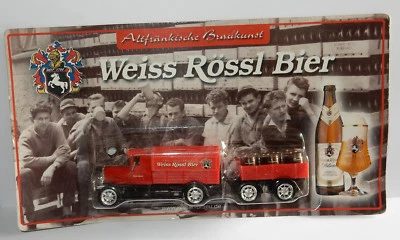 Altfränkische Braukunst
Weiss Rössl Bier
Weiss Rössl Bier